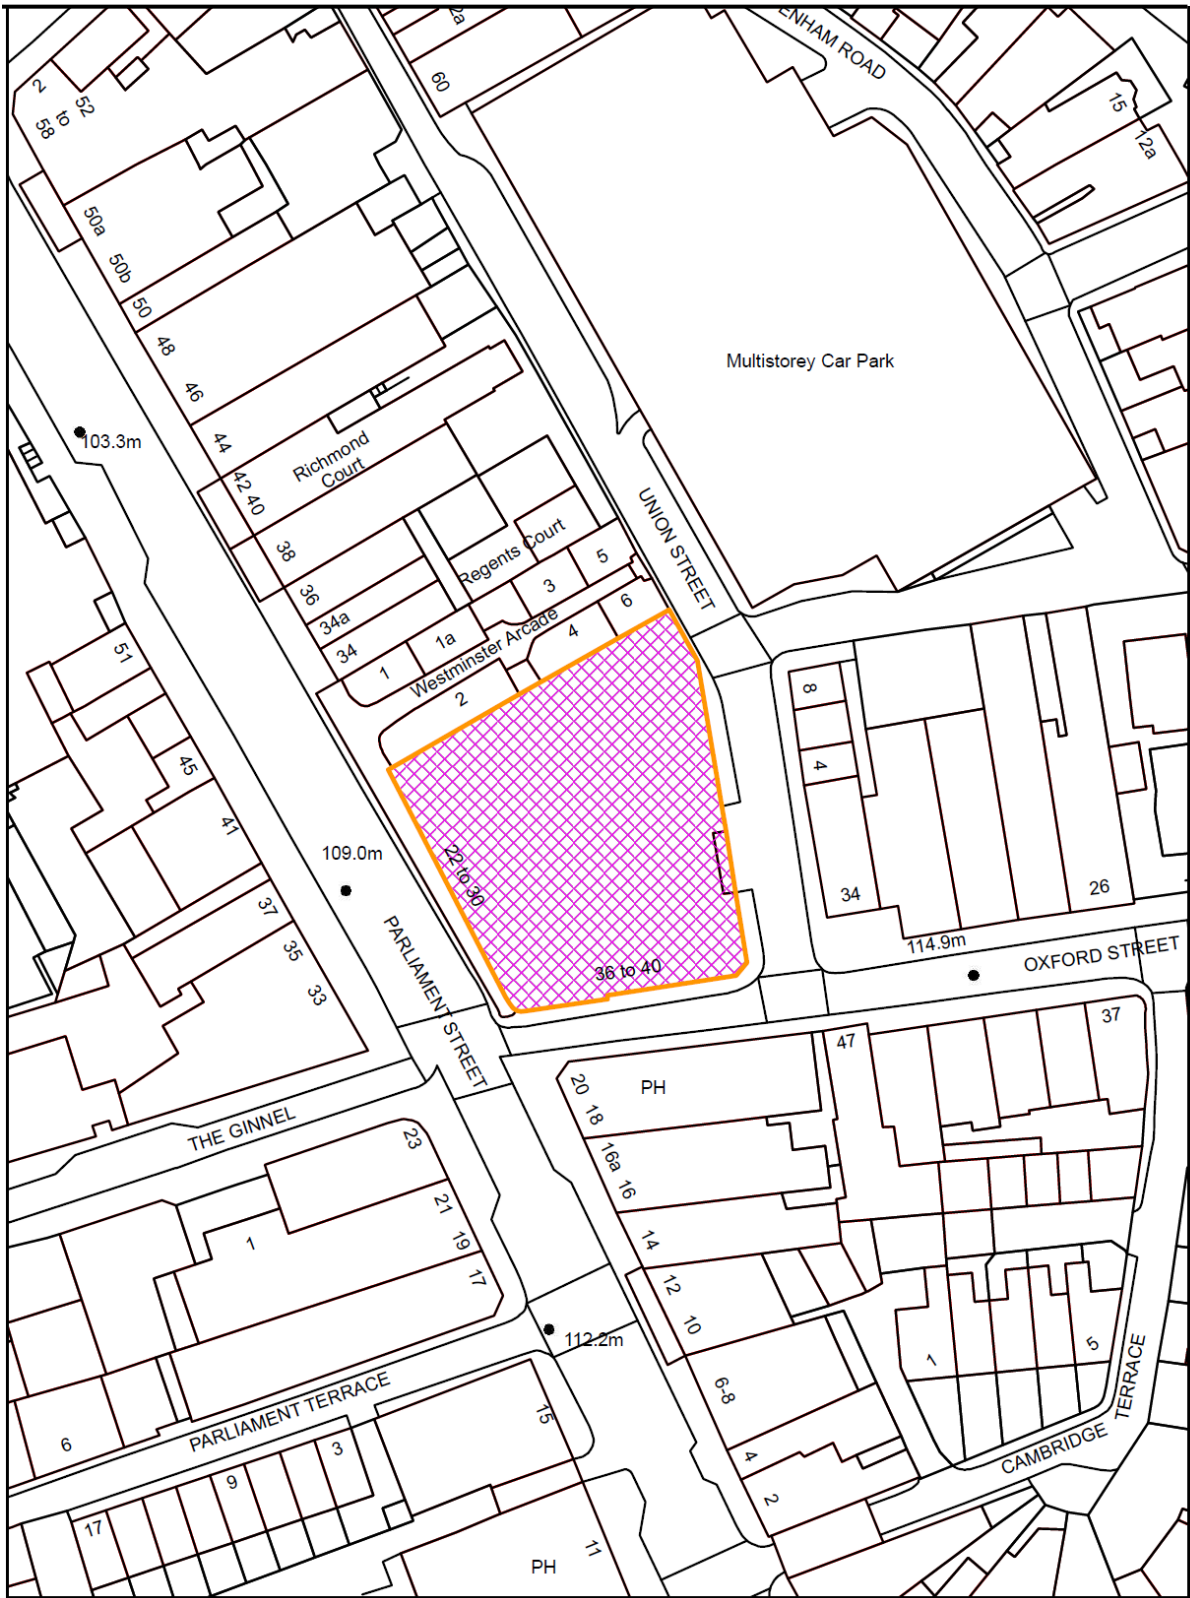 2a
ENHAM ROAD
60
2
to
58
52
15
12a
50a
50b
50
48
46
44
42
40
38
36
34a
34
Multistorey Car Park
103.3m
Richmond
Court
UNION STREET
Regents Court
5
3
1a
1
6
4
Westminster Arcade
2
51
45
41
37
35
33
8
4
34
26
109.0m
22 to 30
36 to 40
114.9m
OXFORD STREET
PARLIAMENT STREET
THE GINNEL
20
18
PH
47
37
16a
16
14
12
10
6-8
4
2
23
21
19
17
1
112.2m
1
5
CAMBRIDGE
TERRACE
PARLIAMENT TERRACE
6
3
9
17
15
11
PH